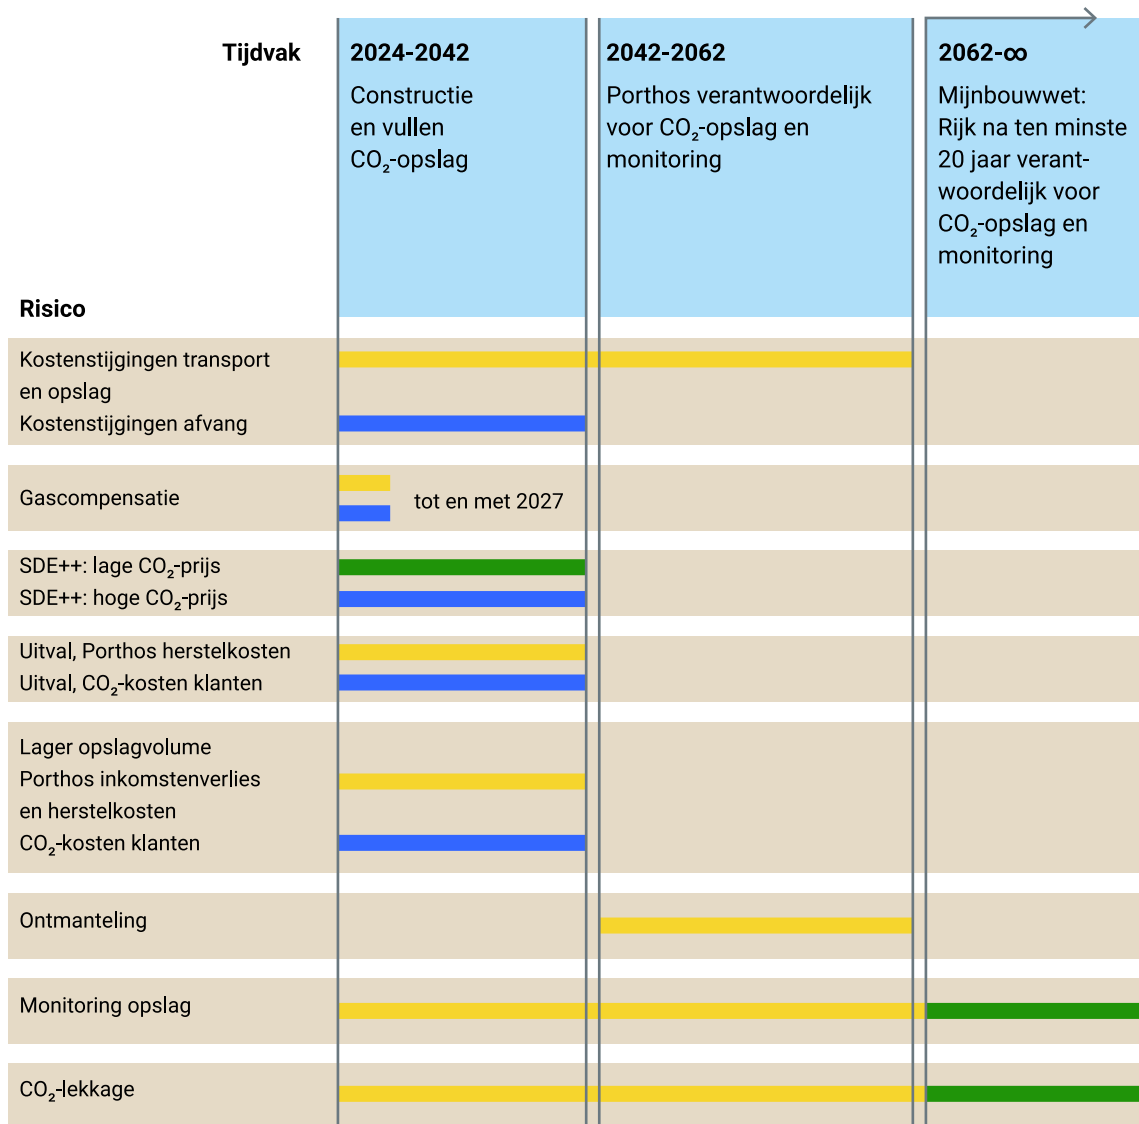 Tijdvak
2024-2042
Constructie
en vullen
CO₂-opslag
2042-2062
Porthos verantwoordelijk
voor CO₂-opslag en
monitoring
2062-∞
Mijnbouwwet:
Rijk na ten minste
20 jaar verant-
woordelijk voor
CO₂-opslag en
monitoring
Risico
Kostenstijgingen transport
en opslag
Kostenstijgingen afvang
Gascompensatie
tot en met 2027
SDE++: lage CO₂-prijs
SDE++: hoge CO₂-prijs
Uitval, Porthos herstelkosten
Uitval, CO₂-kosten klanten
Lager opslagvolume
Porthos inkomstenverlies
en herstelkosten
CO₂-kosten klanten
Ontmanteling
Monitoring opslag
CO₂-lekkage